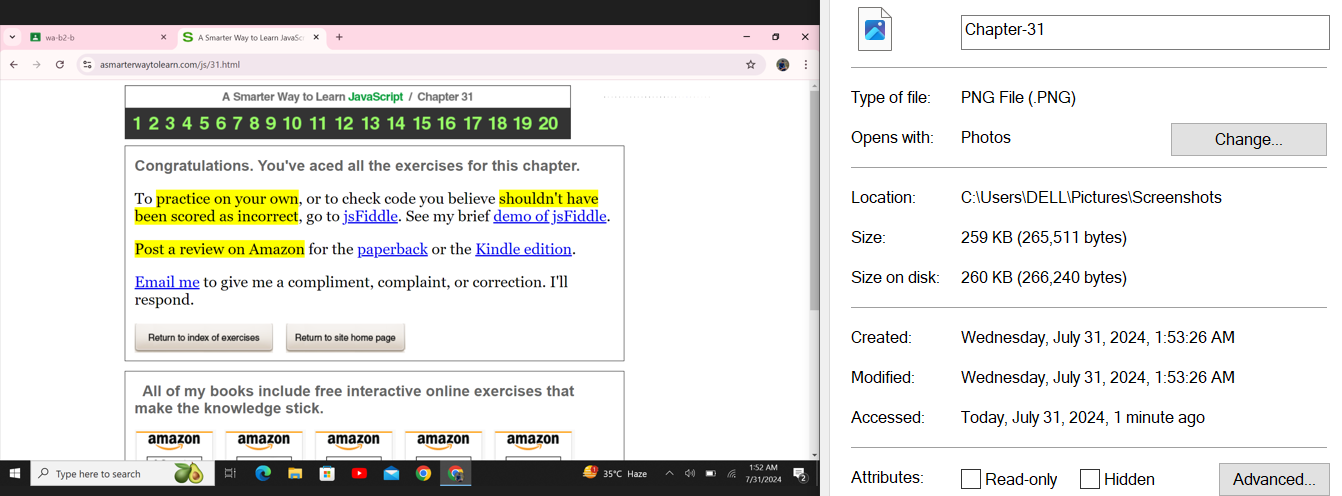 wa-b2-b
A Smarter Way to Learn JavaSc
asmarterwaytolearn.com/js/31.html
A Smarter Way to Learn JavaScript / Chapter 31
1 2 3 4 5 6 7 8 9 10 11 12 13 14 15 16 17 18 19 20
Congratulations. You've aced all the exercises for this chapter.
To practice on your own, or to check code you believe shouldn't have
been scored as incorrect, go to jsFiddle. See my brief demo of jsFiddle.
Post a review on Amazon for the paperback or the Kindle edition.
Email me to give me a compliment, complaint, or correction. I'll
respond.
Return to index of exercises Return to site home page
All of my books include free interactive online exercises that
make the knowledge stick.
amazon amazon amazon amazon amazon
Type here to search
35°C Haze
1:52 AM
7/31/2024
2
Chapter-31
Type of file: PNG File (.PNG)
Opens with: Photos Change...
Location: C:\Users\DELL\Pictures\Screenshots
Size: 259 KB (265,511 bytes)
Size on disk: 260 KB (266,240 bytes)
Created: Wednesday, July 31, 2024, 1:53:26 AM
Modified: Wednesday, July 31, 2024, 1:53:26 AM
Accessed: Today, July 31, 2024, 1 minute ago
Attributes: Read-only Hidden Advanced...